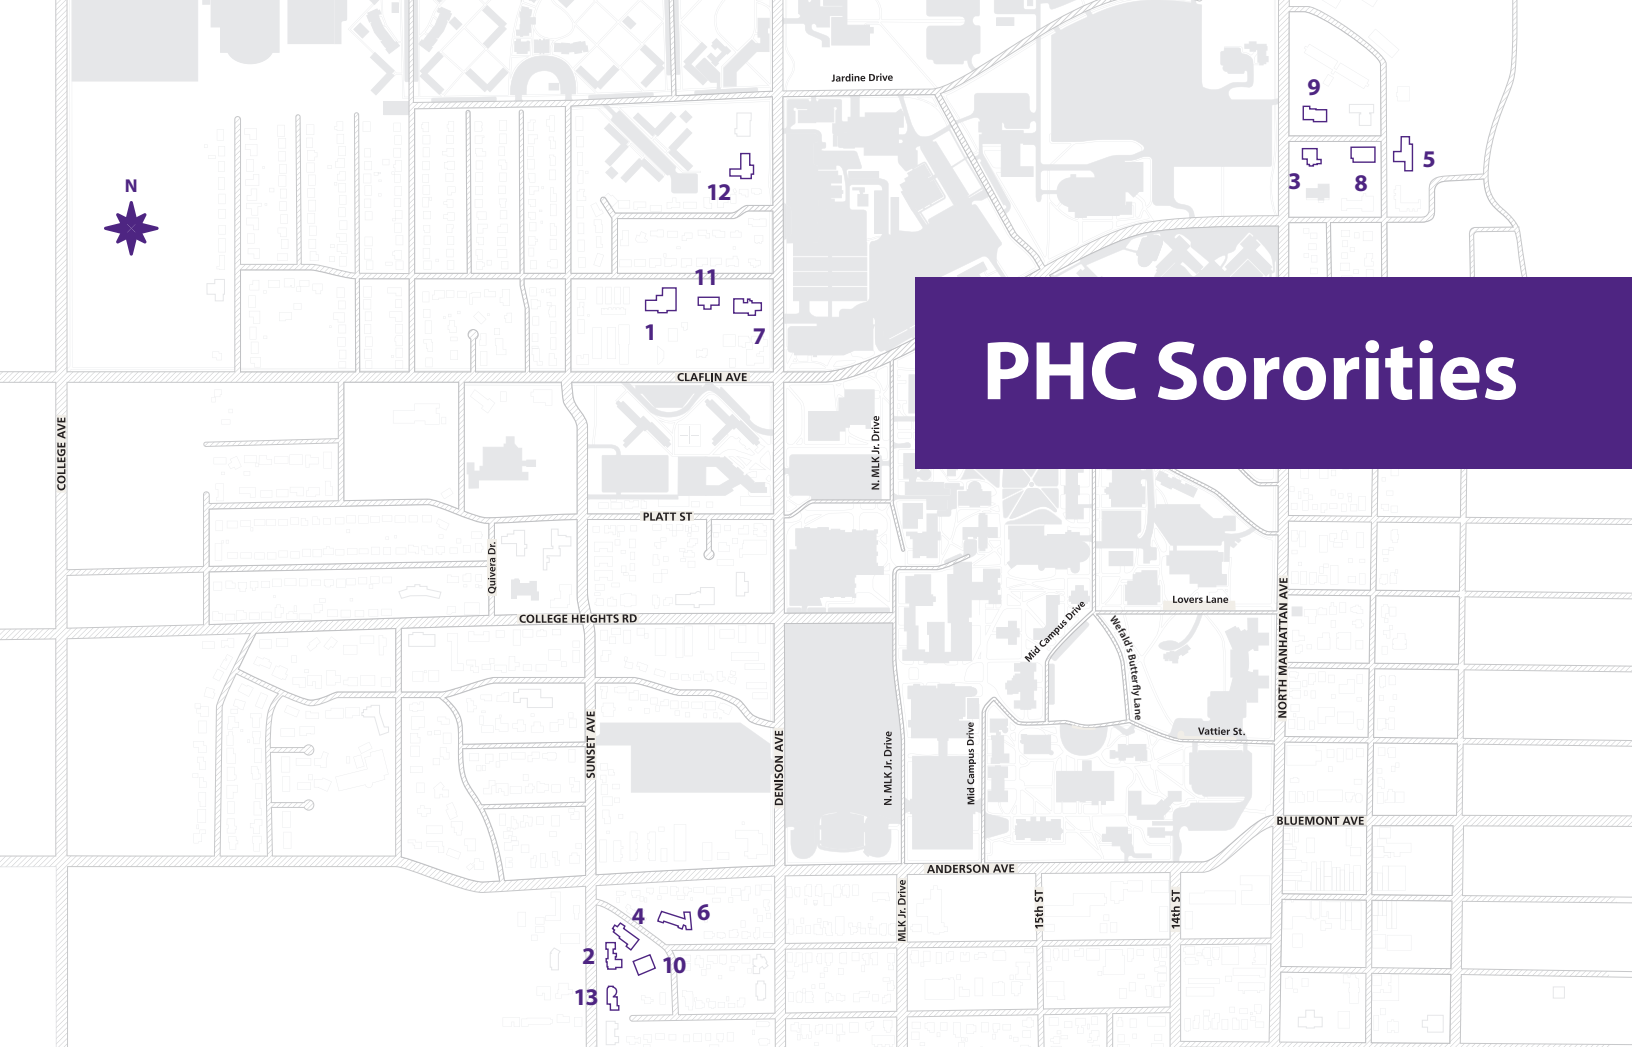 Jardine Drive
9
N
12
3
8
5
11
1
7
PHC Sororities
CLAFLIN AVE
COLLEGE AVE
N. MLK Jr. Drive
PLATT ST
Quivera Dr.
COLLEGE HEIGHTS RD
Lovers Lane
Mid Campus Drive
Wefald's Butterfly Lane
NORTH MANHATTAN AVE
SUNSET AVE
DENISON AVE
N. MLK Jr. Drive
Mid Campus Drive
Vattier St.
BLUEMONT AVE
ANDERSON AVE
MLK Jr. Drive
15th ST
14th ST
4
6
2
10
13